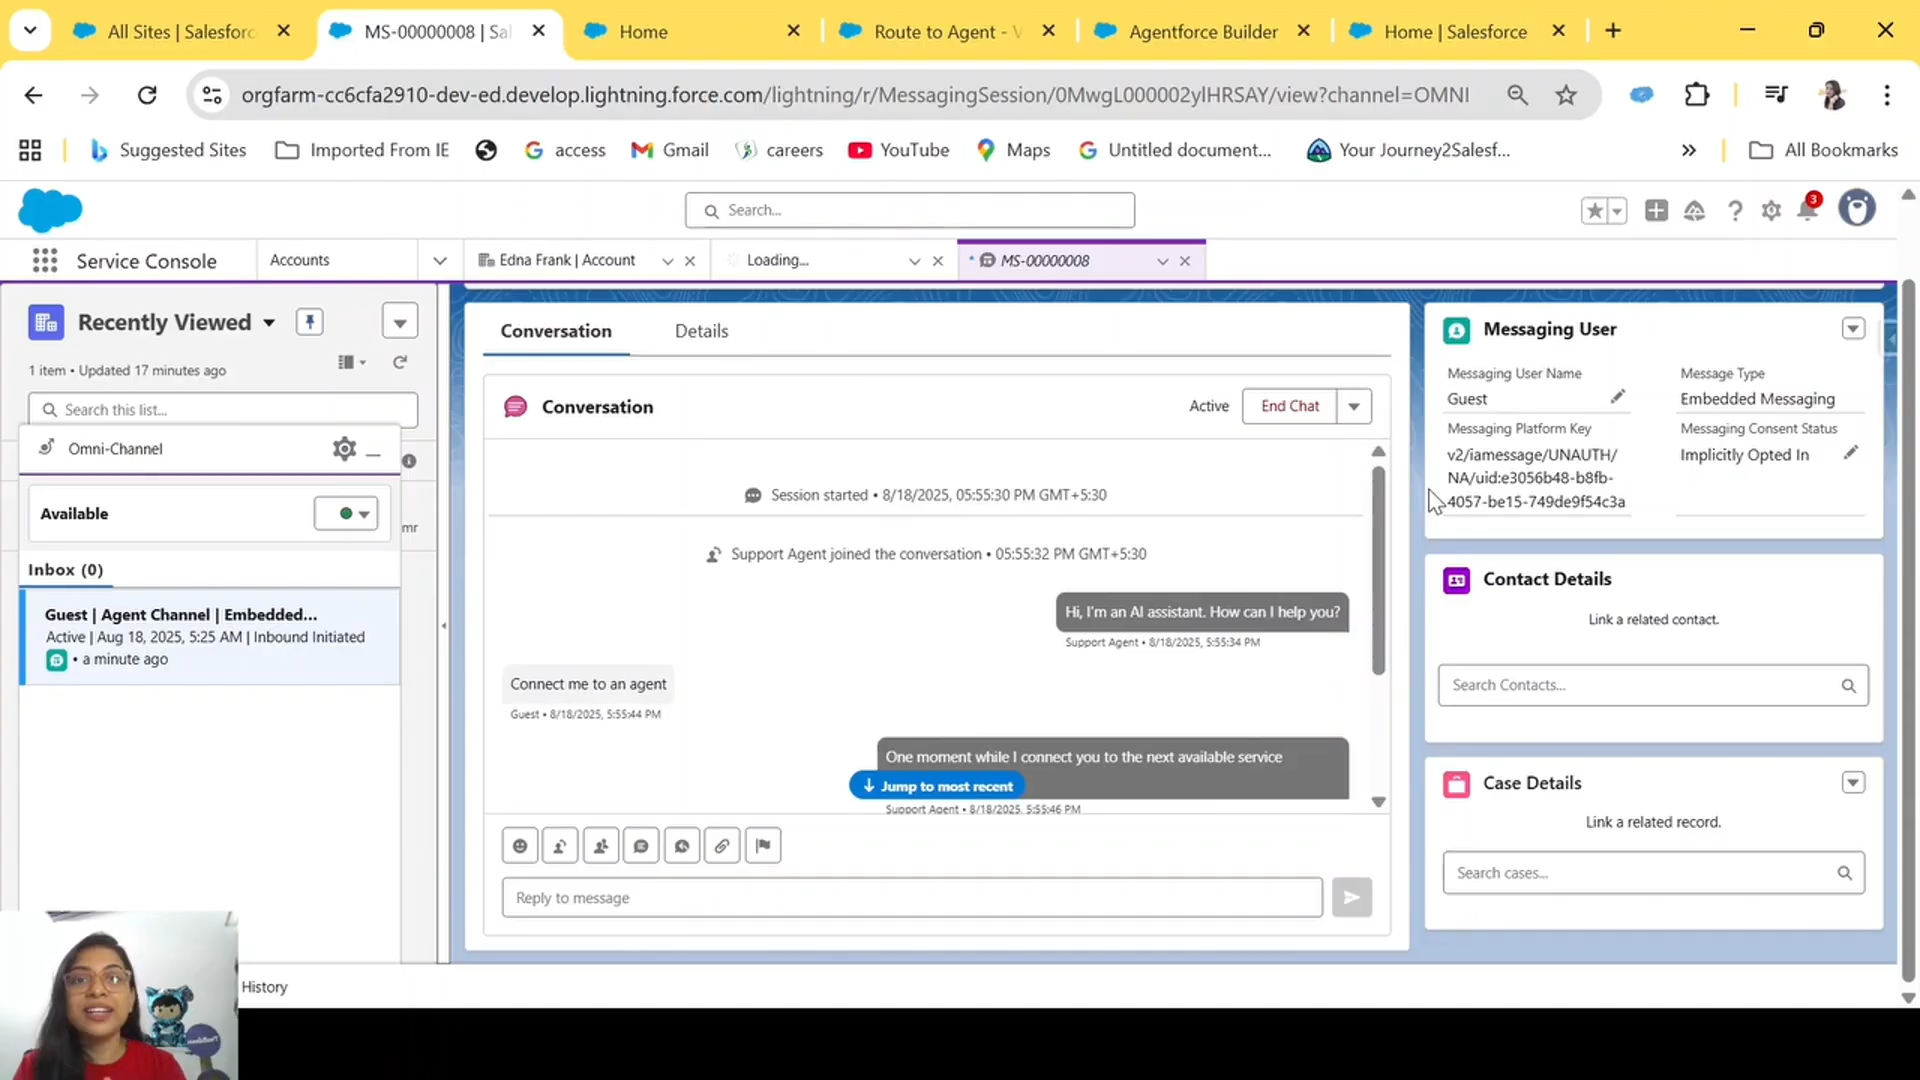 All Sites | Salesforc
MS-00000008 | Sal
Home
Route to Agent - V
Agentforce Builder
Home | Salesforce
orgfarm-cc6cfa2910-dev-ed.develop.lightning.force.com/lightning/r/MessagingSession/0MwgL000002ylHRSAY/view?channel=OMNI
Suggested Sites
Imported From IE
access
Gmail
careers
YouTube
Maps
Untitled document...
Your Journey2Salesf...
All Bookmarks
Search...
3
Service Console
Accounts
Edna Frank | Account
Loading...
* MS-00000008
Recently Viewed
1 item • Updated 17 minutes ago
Search this list...
Omni-Channel
Available
mr
Inbox (0)
Guest | Agent Channel | Embedded...
Active | Aug 18, 2025, 5:25 AM | Inbound Initiated
• a minute ago
History
Conversation
Details
Conversation
Active
End Chat
Session started • 8/18/2025, 05:55:30 PM GMT+5:30
Support Agent joined the conversation • 05:55:32 PM GMT+5:30
Hi, I'm an AI assistant. How can I help you?
Support Agent • 8/18/2025, 5:55:34 PM
Connect me to an agent
Guest • 8/18/2025, 5:55:44 PM
One moment while I connect you to the next available service
Jump to most recent
Support Agent • 8/18/2025, 5:55:46 PM
Reply to message
Messaging User
Messaging User Name
Guest
Message Type
Embedded Messaging
Messaging Platform Key
v2/iamessage/UNAUTH/
NA/uid:e3056b48-b8fb-
4057-be15-749de9f54c3a
Messaging Consent Status
Implicitly Opted In
Contact Details
Link a related contact.
Search Contacts...
Case Details
Link a related record.
Search cases...